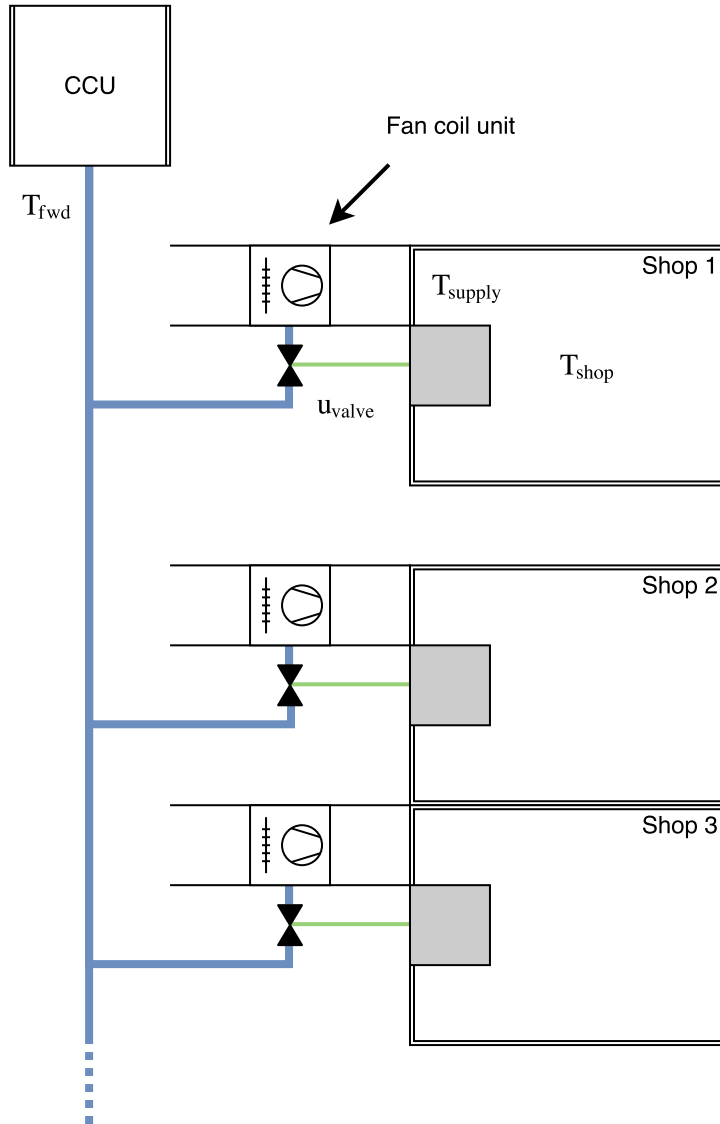 CCU
Fan coil unit
Tfwd
Shop 1
Tsupply
Tshop
uvalve
Shop 2
Shop 3